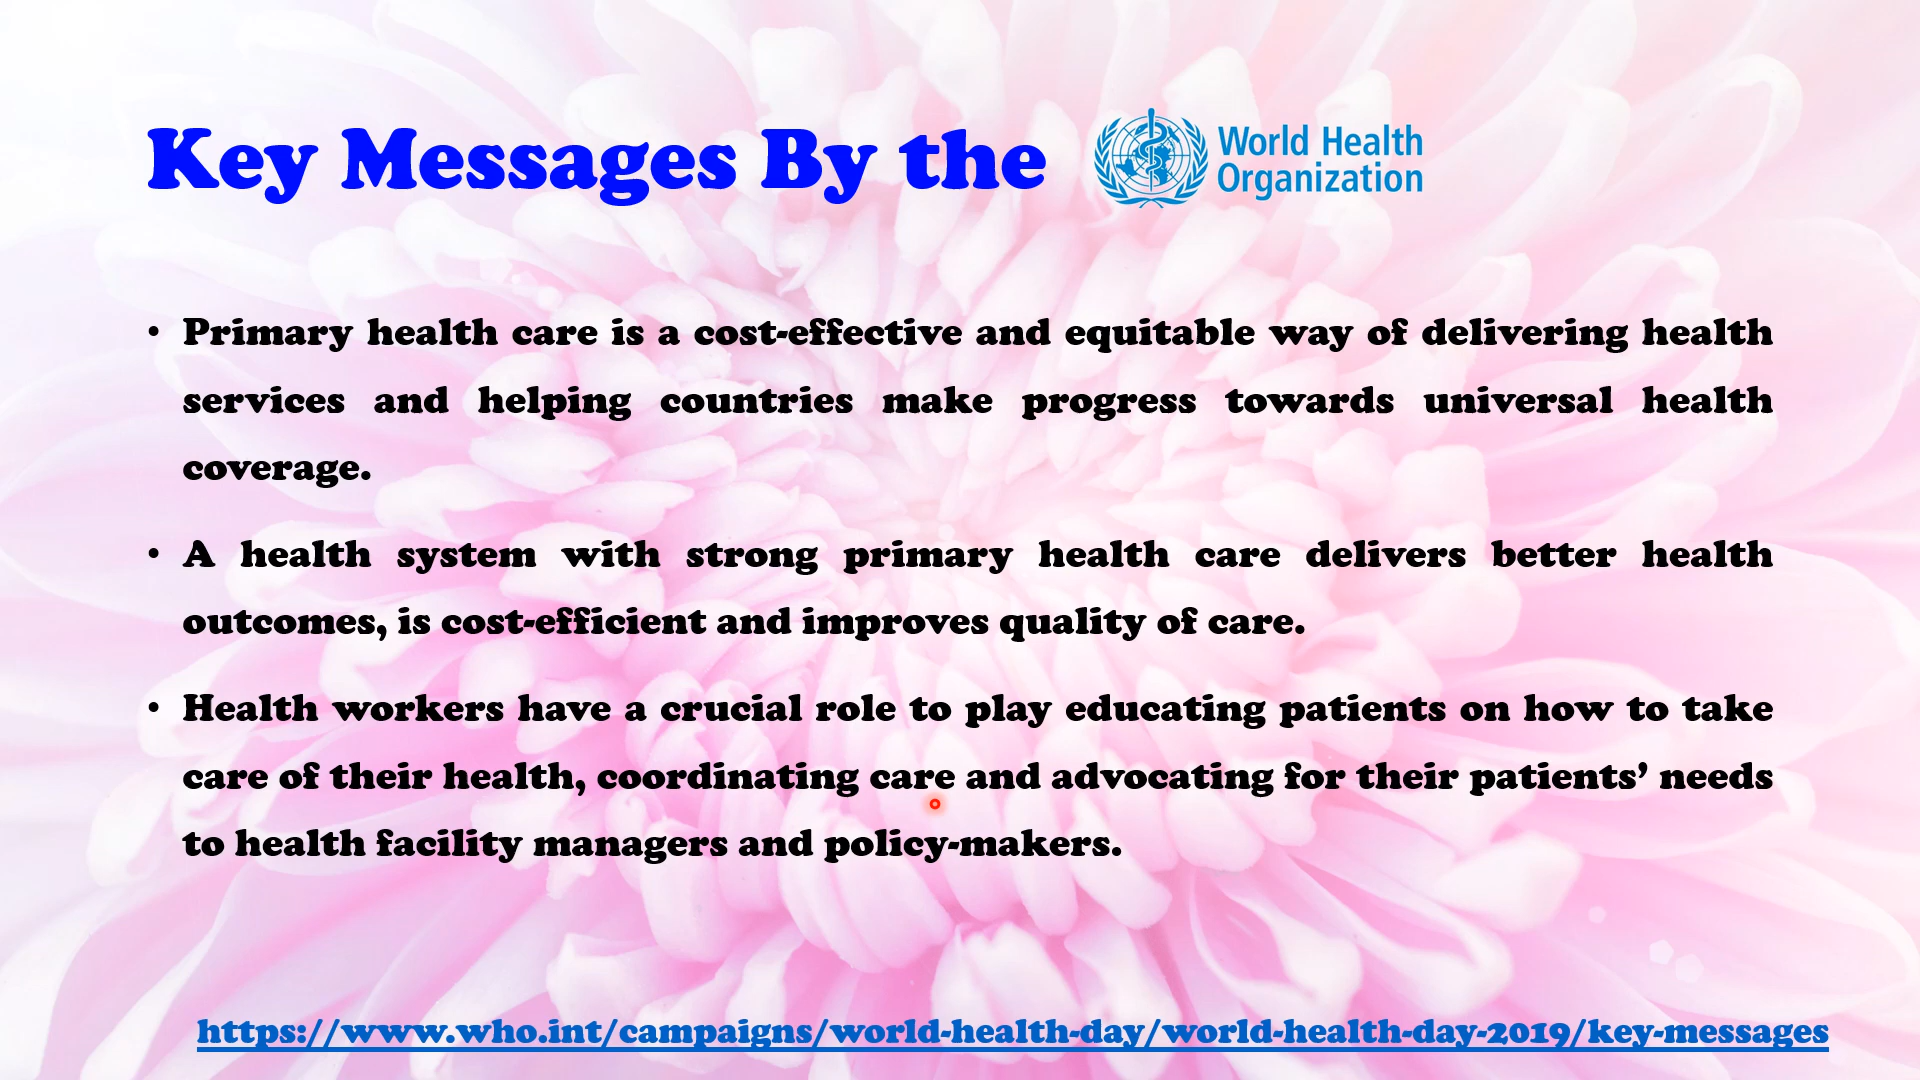 Key Messages By the
World Health
Organization
• Primary health care is a cost-effective and equitable way of delivering health
services and helping countries make progress towards universal health
coverage.
• A health system with strong primary health care delivers better health
outcomes, is cost-efficient and improves quality of care.
• Health workers have a crucial role to play educating patients on how to take
care of their health, coordinating care and advocating for their patients’ needs
to health facility managers and policy-makers.
https://www.who.int/campaigns/world-health-day/world-health-day-2019/key-messages